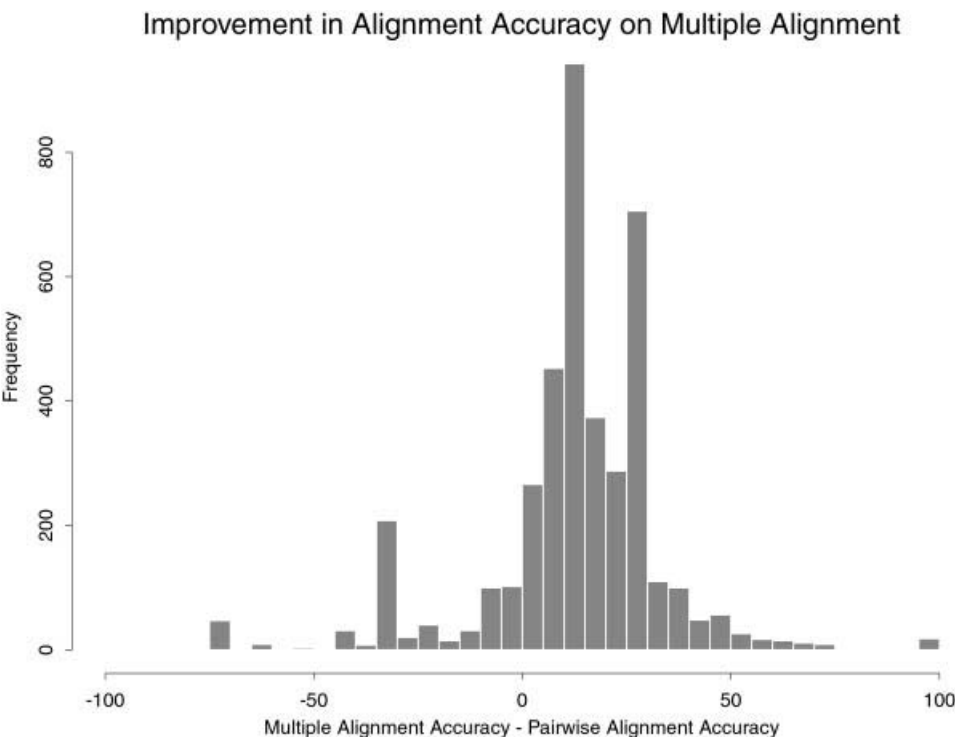 Improvement in Alignment Accuracy on Multiple Alignment
Frequency
800
600
400
200
0
-100 -50 0 50 100
Multiple Alignment Accuracy - Pairwise Alignment Accuracy